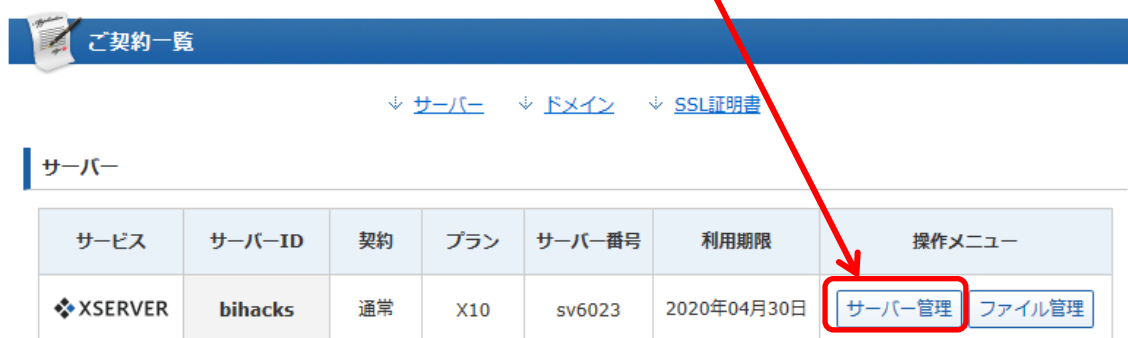 ご契約一覧
サーバー ドメイン SSL証明書
サーバー
サービス サーバーID 契約 プラン サーバー番号 利用期限 操作メニュー
XSERVER bihacks 通常 X10 sv6023 2020年04月30日 サーバー管理 ファイル管理